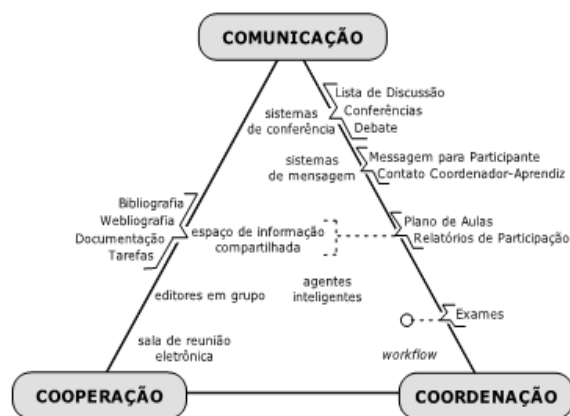 COMUNICAÇÃO
Lista de Discussão
Conferências
Debate
sistemas
de conferência
sistemas
de mensagem
Messagem para Participante
Contato Coordenador-Aprendiz
Bibliografia
Webliografia
Documentação
Tarefas
espaço de informação
compartilhada
Plano de Aulas
Relatórios de Participação
editores em grupo
agentes
inteligentes
Exames
sala de reunião
eletrônica
workflow
COOPERAÇÃO
COORDENAÇÃO